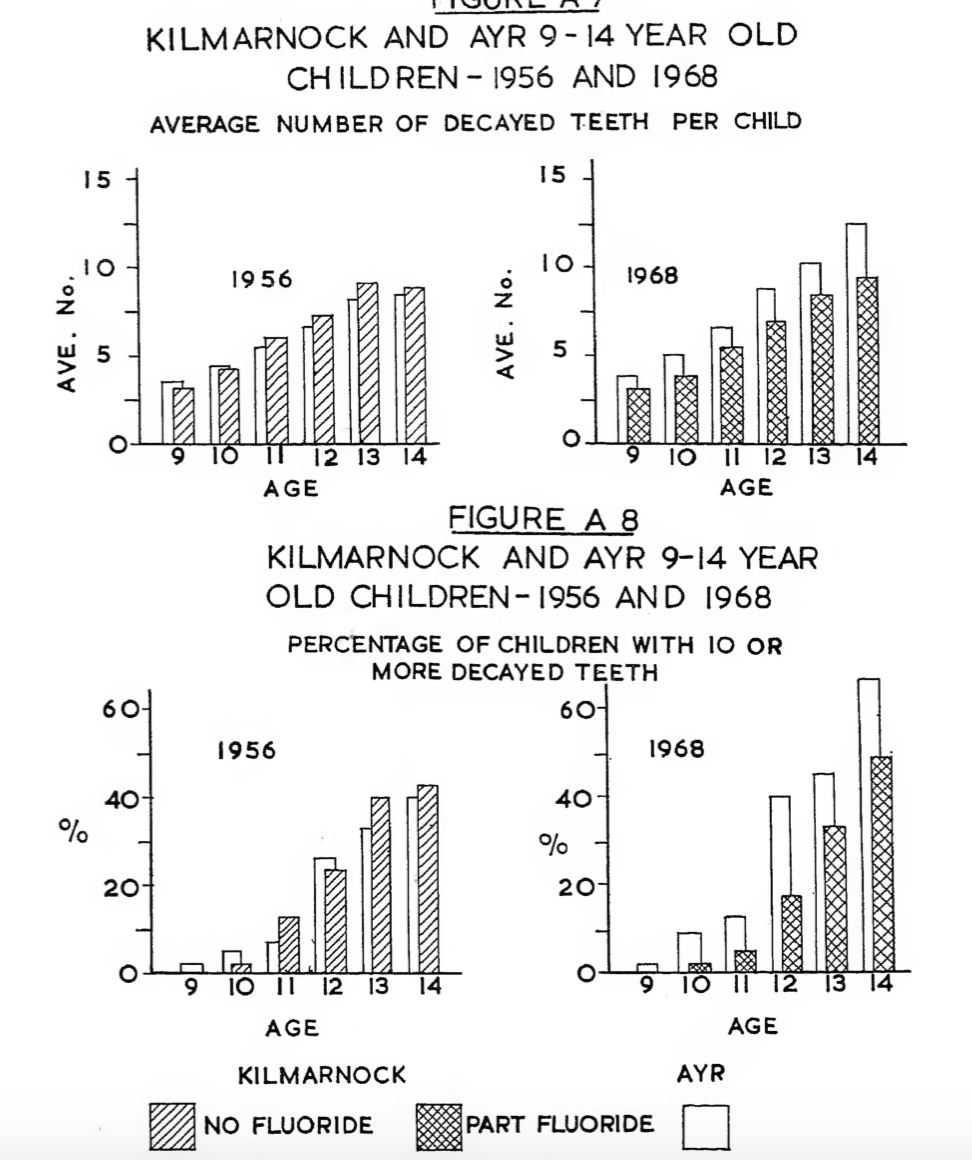 FIGURE A 7
KILMARNOCK AND AYR 9-14 YEAR OLD
CHILDREN-1956 AND 1968
AVERAGE NUMBER OF DECAYED TEETH PER CHILD
15
10
5
0
AVE. No.
1956
9 10 11 12 13 14
AGE
15
10
5
0
AVE. No.
1968
9 10 11 12 13 14
AGE
FIGURE A 8
KILMARNOCK AND AYR 9-14 YEAR
OLD CHILDREN-1956 AND 1968
PERCENTAGE OF CHILDREN WITH 10 OR
MORE DECAYED TEETH
60
40
%
20
0
1956
9 10 11 12 13 14
AGE
60
40
%
20
0
1968
9 10 11 12 13 14
AGE
KILMARNOCK AYR
NO FLUORIDE PART FLUORIDE